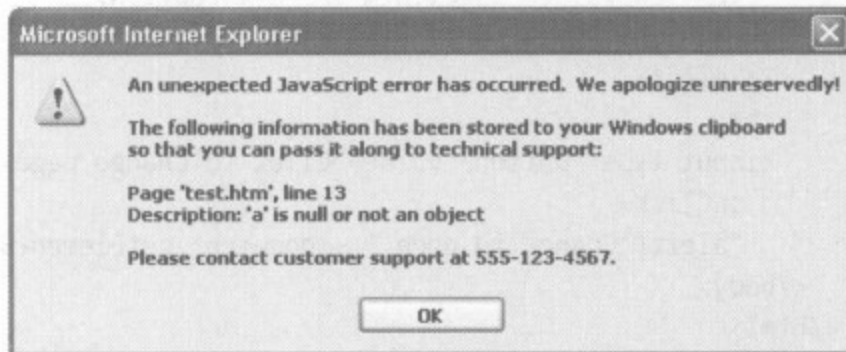 Microsoft Internet Explorer
An unexpected JavaScript error has occurred. We apologize unreservedly!
The following information has been stored to your Windows clipboard
so that you can pass it along to technical support:
Page 'test.htm', line 13
Description: 'a' is null or not an object
Please contact customer support at 555-123-4567.
OK